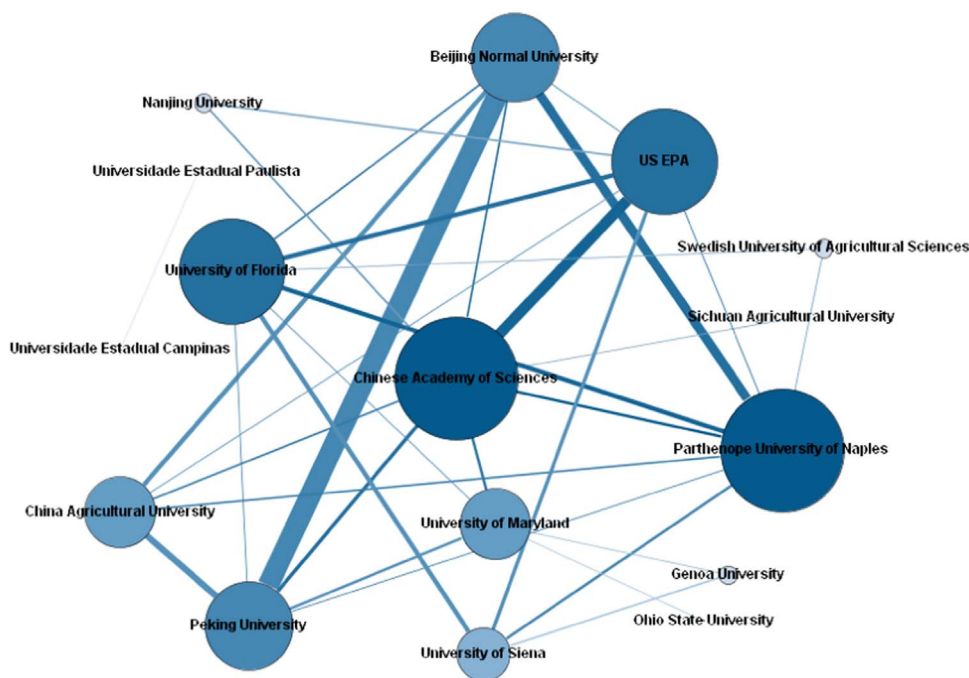 Beijing Normal University
Nanjing University
US EPA
Universidade Estadual Paulista
Swedish University of Agricultural Sciences
University of Florida
Sichuan Agricultural University
Universidade Estadual Campinas
Chinese Academy of Sciences
Parthenope University of Naples
China Agricultural University
University of Maryland
Genoa University
Ohio State University
Peking University
University of Siena